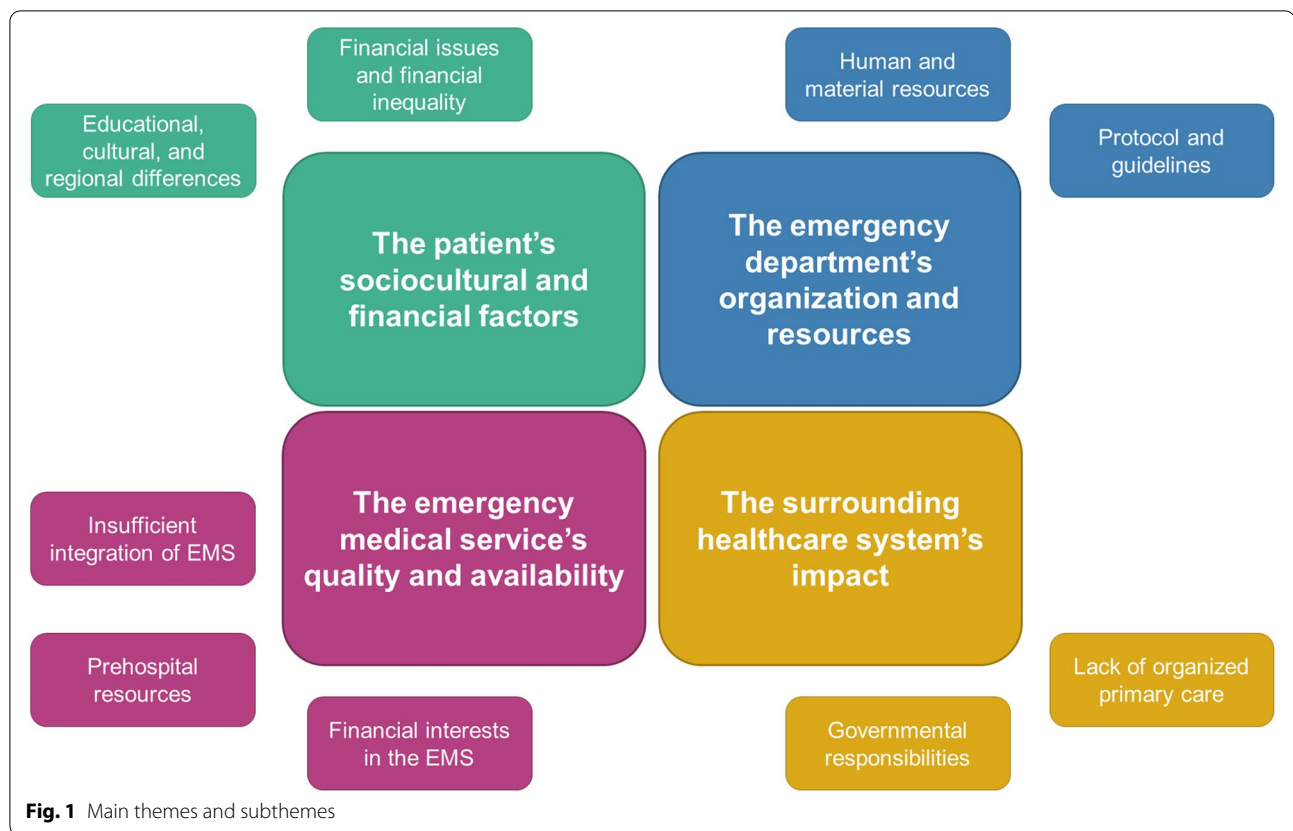 Financial issues
and financial
inequality
Human and
material resources
Educational,
cultural, and
regional differences
Protocol and
guidelines
The patient’s
sociocultural and
financial factors
The emergency
department’s
organization and
resources
The emergency
medical service’s
quality and availability
The surrounding
healthcare system’s
impact
Insufficient
integration of EMS
Prehospital
resources
Financial interests
in the EMS
Governmental
responsibilities
Lack of organized
primary care
Fig. 1 Main themes and subthemes